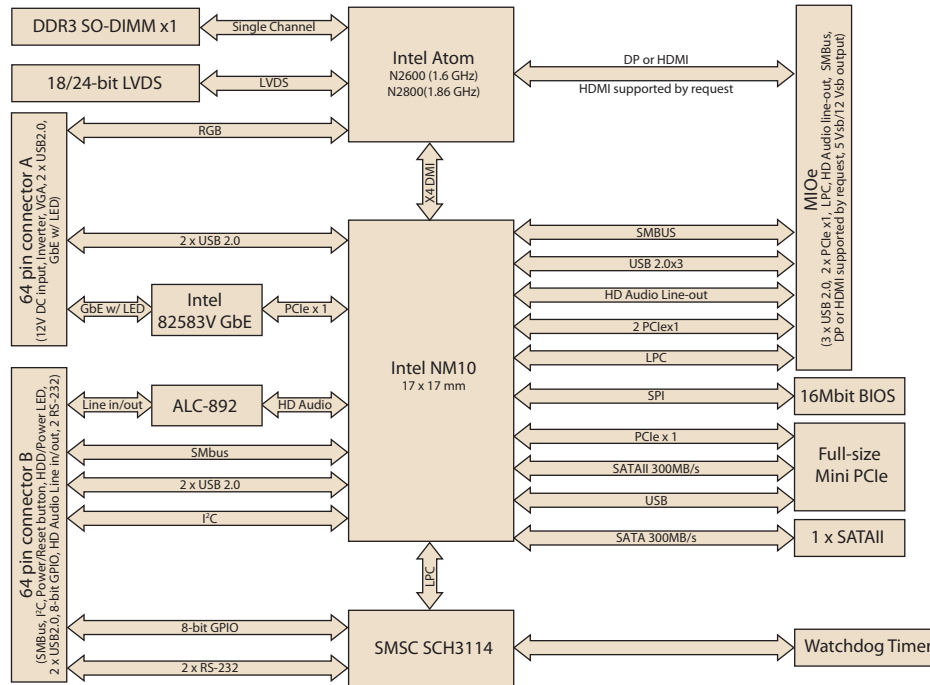 DDR3 SO-DIMM x1
Single Channel
18/24-bit LVDS
LVDS
Intel Atom
N2600 (1.6 GHz)
N2800(1.86 GHz)
DP or HDMI
HDMI supported by request
MIOe
(3 x USB 2.0, 2 x PCIe x1, LPC, HD Audio line-out, SMBus,
DP or HDMI supported by request, 5 Vsb/12 Vsb output)
64 pin connector A
(12V DC input, Inverter, VGA, 2 x USB2.0,
GbE w/ LED)
RGB
X4 DMI
2 x USB 2.0
GbE w/ LED
Intel
82583V GbE
PCIe x 1
Intel NM10
17 x 17 mm
SMBUS
USB 2.0x3
HD Audio Line-out
2 PCIex1
LPC
SPI
16Mbit BIOS
PCIe x 1
SATAII 300MB/s
USB
Full-size
Mini PCIe
SATA 300MB/s
1 x SATAII
64 pin connector B
(SMBus, I²C, Power/Reset button, HDD/Power LED,
2 x USB2.0, 8-bit GPIO, HD Audio Line in/out, 2 RS-232)
Line in/out
ALC-892
HD Audio
SMbus
2 x USB 2.0
I²C
LPC
8-bit GPIO
2 x RS-232
SMSC SCH3114
Watchdog Timer